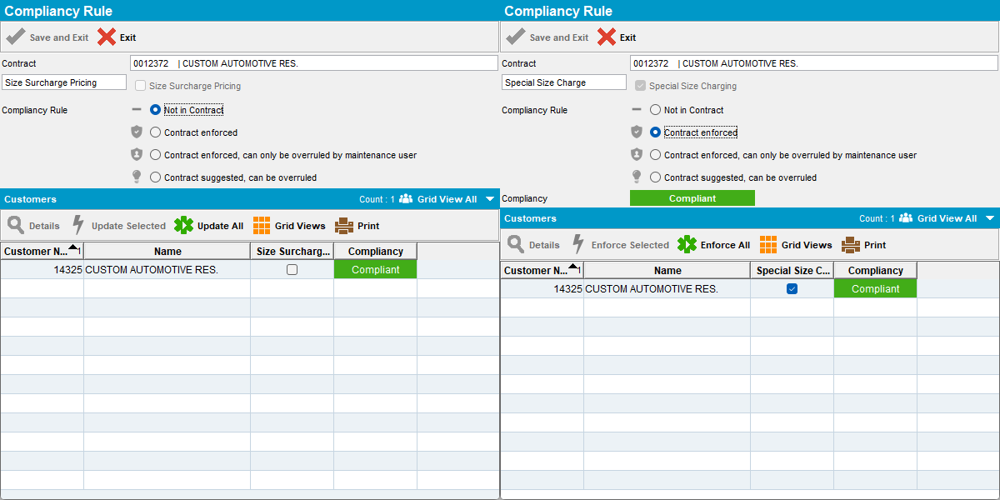 Compliancy Rule
Save and Exit Exit
Contract 0012372 | CUSTOM AUTOMOTIVE RES.
Size Surcharge Pricing Size Surcharge Pricing
Compliancy Rule Not in Contract
Contract enforced
Contract enforced, can only be overruled by maintenance user
Contract suggested, can be overruled
Customers Count : 1 Grid View All
Details Update Selected Update All Grid Views Print
Customer N... 1 Name Size Surcharg... Compliancy
14325 CUSTOM AUTOMOTIVE RES. Compliant
Compliancy Rule
Save and Exit Exit
Contract 0012372 | CUSTOM AUTOMOTIVE RES.
Special Size Charge Special Size Charging
Compliancy Rule Not in Contract
Contract enforced
Contract enforced, can only be overruled by maintenance user
Contract suggested, can be overruled
Compliancy Compliant
Customers Count : 1 Grid View All
Details Enforce Selected Enforce All Grid Views Print
Customer N... 1 Name Special Size C... Compliancy
14325 CUSTOM AUTOMOTIVE RES. Compliant